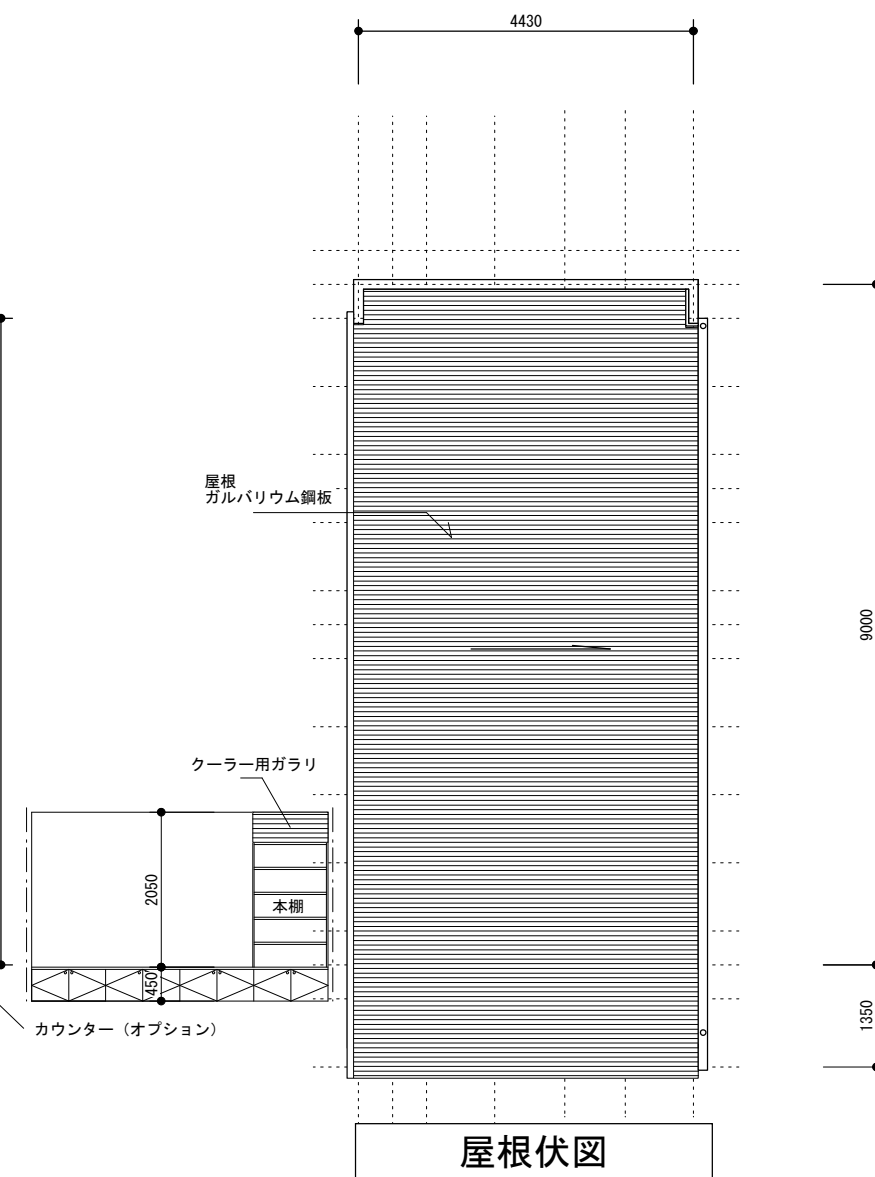 4430
屋根
ガルバリウム鋼板
9000
クーラー用ガラリ
2050
本棚
450
カウンター（オプション）
1350
屋根伏図